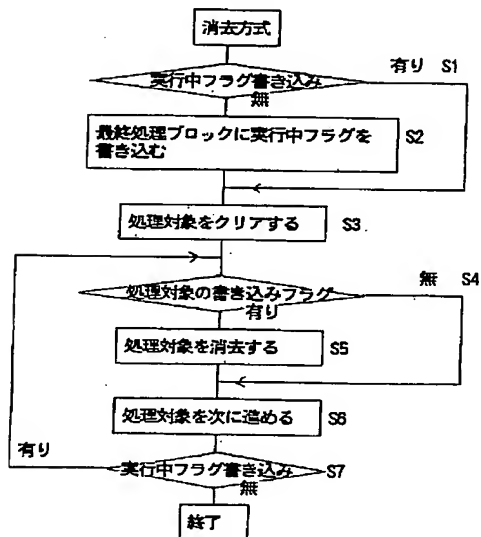 消去方式
実行中フラグ書き込み
有り S1
無
最終処理ブロックに実行中フラグを
書き込む
S2
処理対象をクリアする S3
処理対象の書き込みフラグ
無 S4
有り
処理対象を消去する S5
処理対象を次に進める S6
有り
実行中フラグ書き込み S7
無
終了